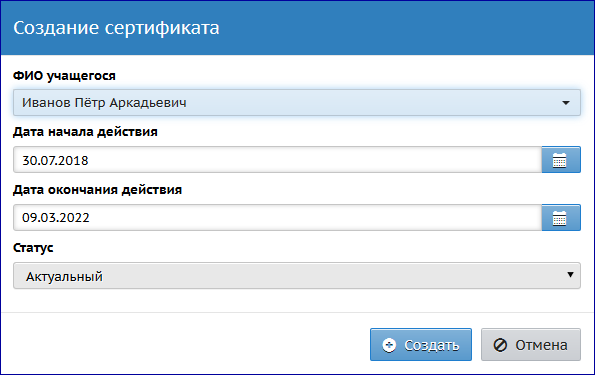 Создание сертификата
ФИО учащегося
Иванов Пётр Аркадьевич
Дата начала действия
30.07.2018
Дата окончания действия
09.03.2022
Статус
Актуальный
Создать Отмена